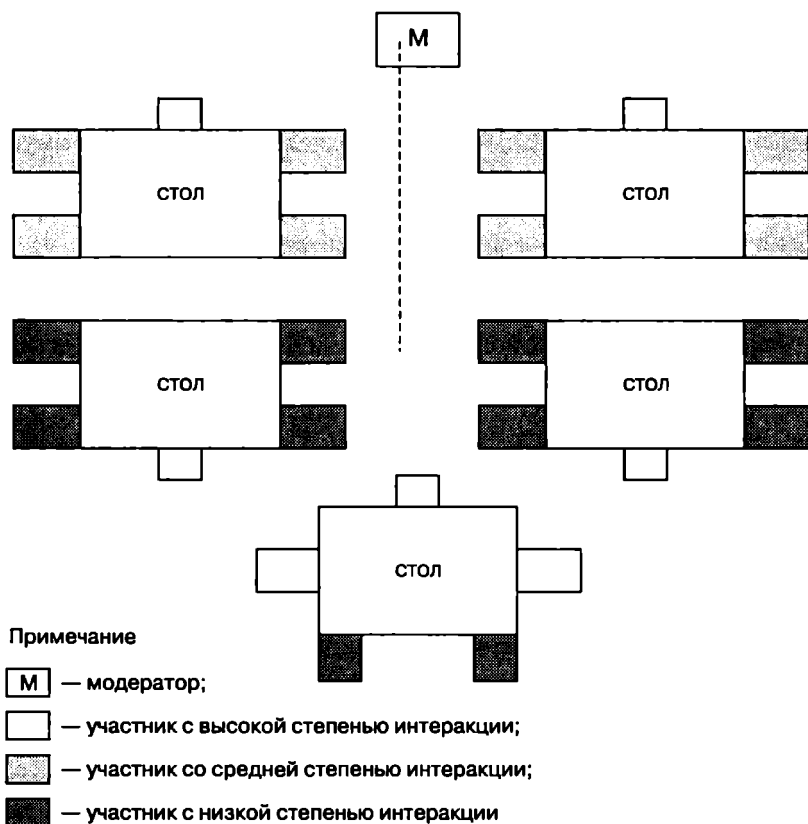 М
СТОЛ
СТОЛ
СТОЛ
СТОЛ
СТОЛ
Примечание
М — модератор;
— участник с высокой степенью интеракции;
— участник со средней степенью интеракции;
— участник с низкой степенью интеракции